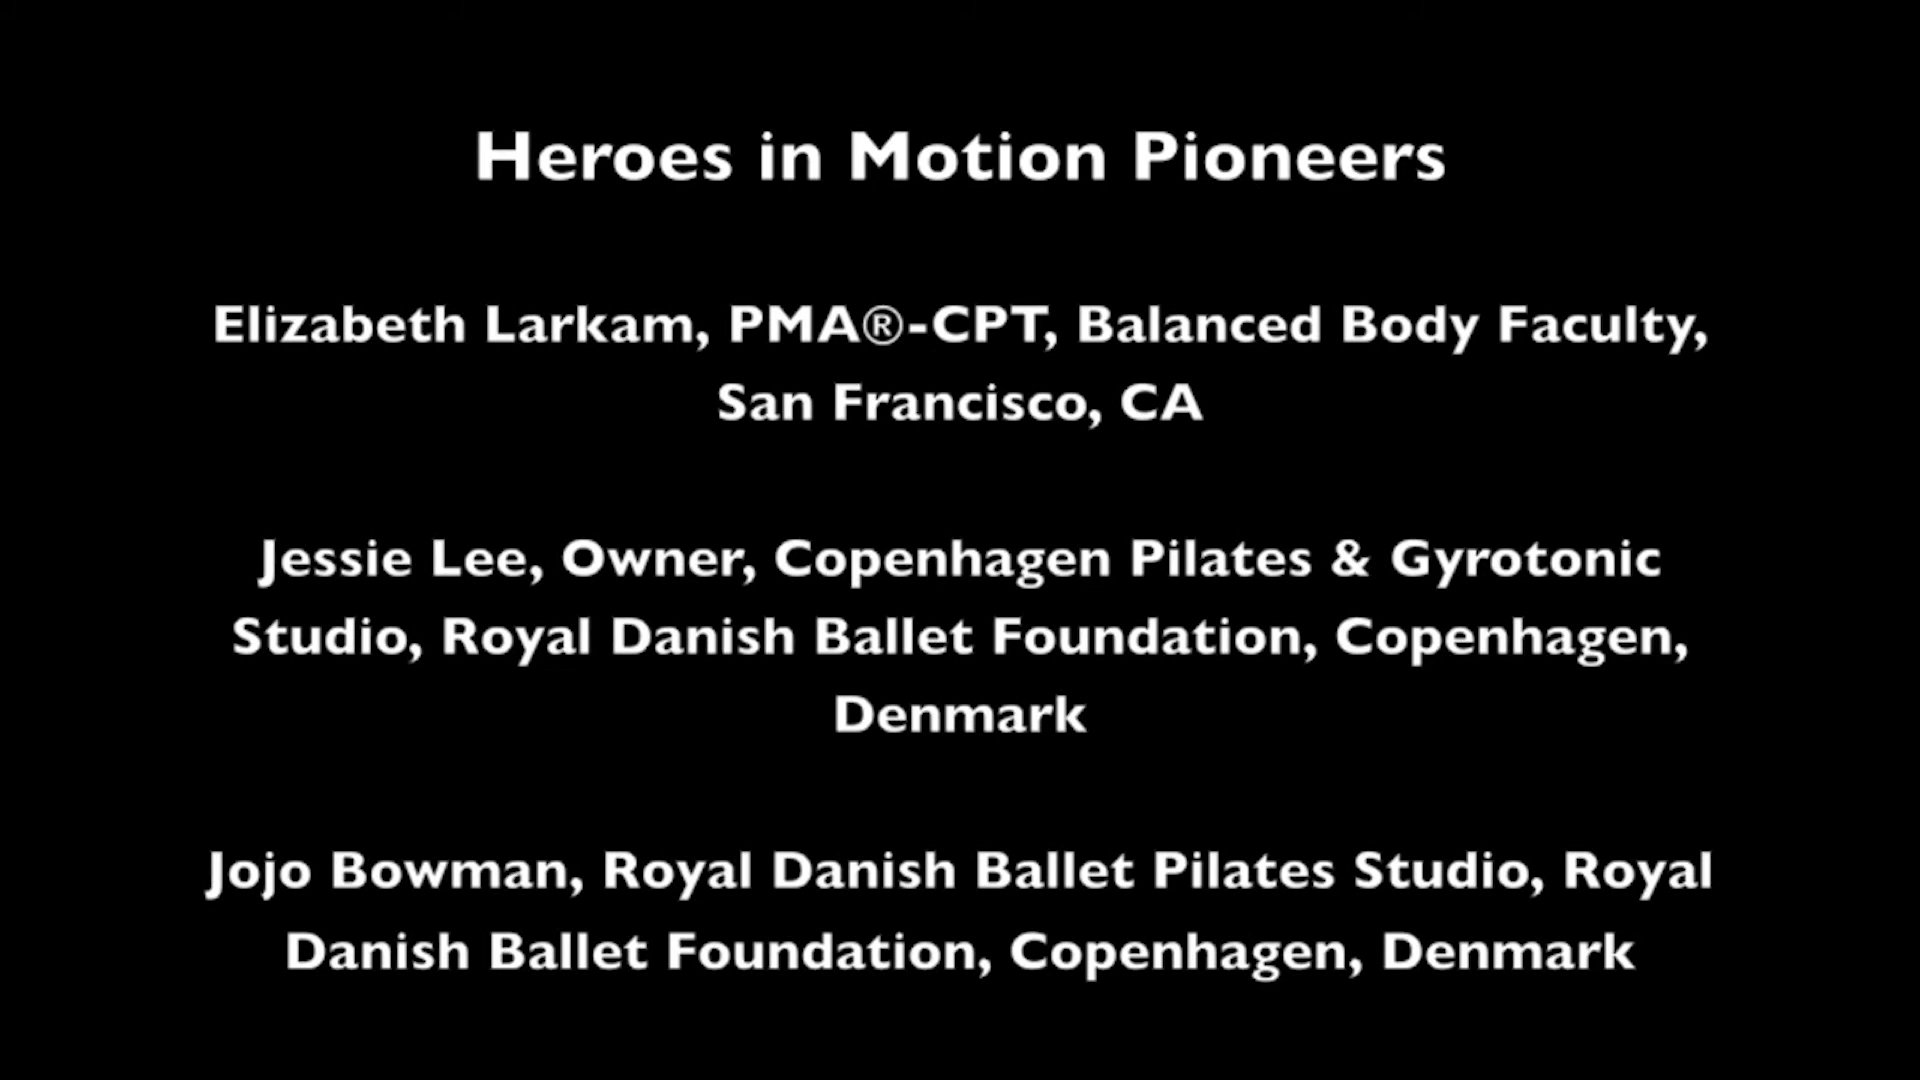 Heroes in Motion Pioneers
Elizabeth Larkam, PMA®-CPT, Balanced Body Faculty,
San Francisco, CA
Jessie Lee, Owner, Copenhagen Pilates & Gyrotonic
Studio, Royal Danish Ballet Foundation, Copenhagen,
Denmark
Jojo Bowman, Royal Danish Ballet Pilates Studio, Royal
Danish Ballet Foundation, Copenhagen, Denmark